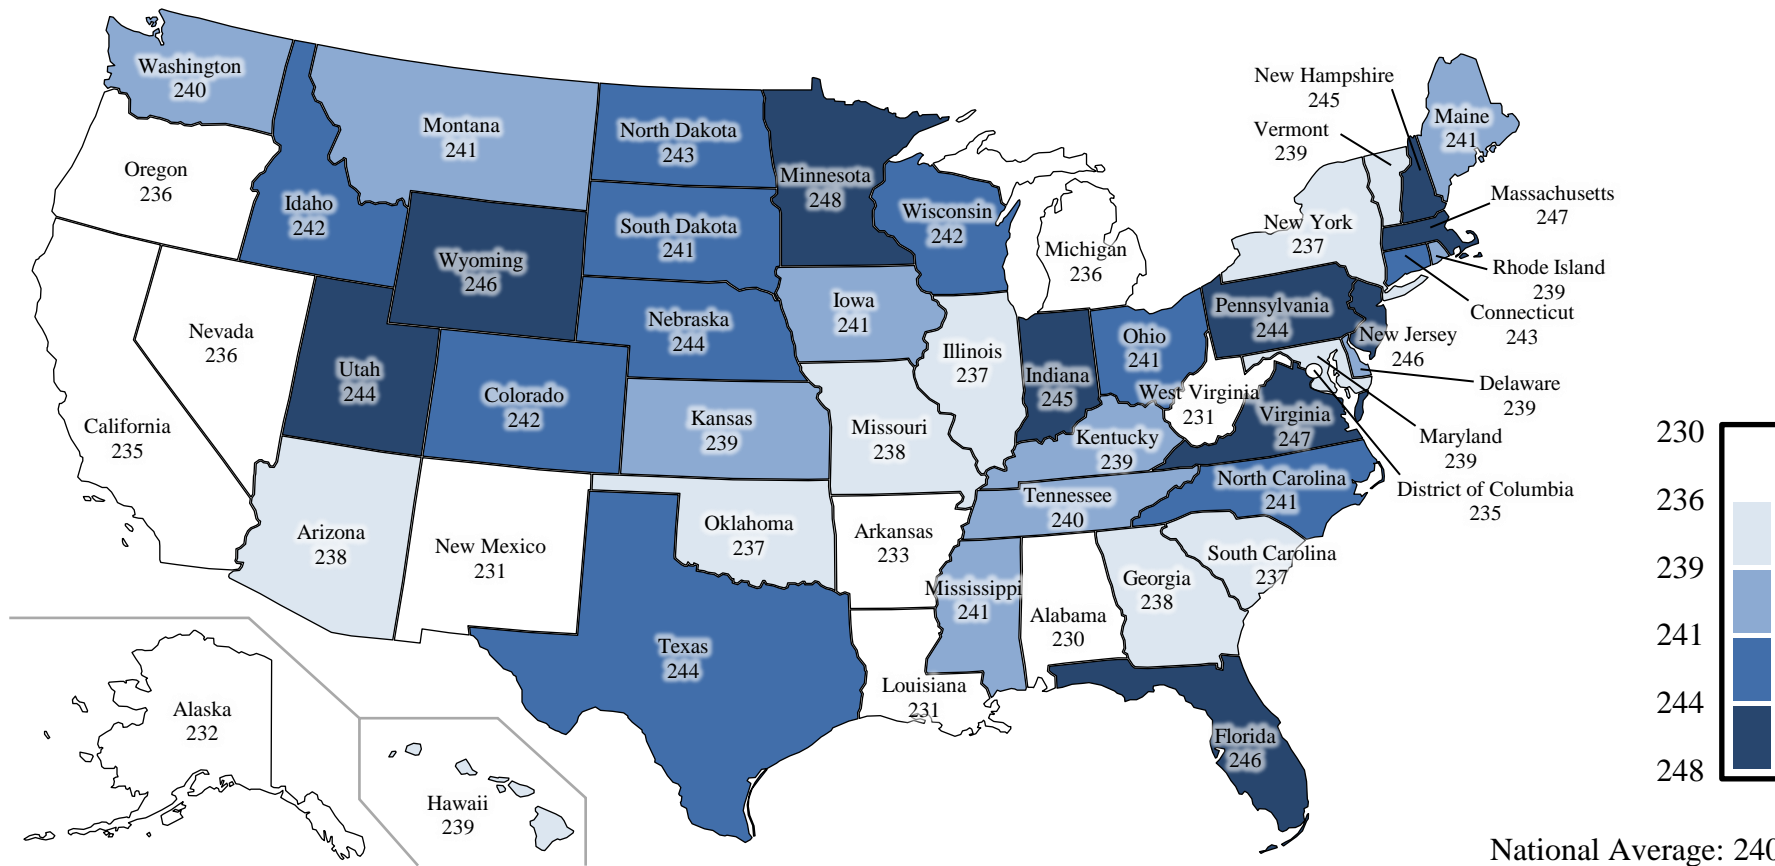 Washington
240
Oregon
236
California
235
Nevada
236
Idaho
242
Montana
241
Wyoming
246
Utah
244
Arizona
238
Colorado
242
New Mexico
231
North Dakota
243
South Dakota
241
Nebraska
244
Kansas
239
Oklahoma
237
Texas
244
Minnesota
248
Iowa
241
Missouri
238
Arkansas
233
Louisiana
231
Wisconsin
242
Illinois
237
Michigan
236
Indiana
245
Ohio
241
Kentucky
239
Tennessee
240
Mississippi
241
Alabama
230
Georgia
238
Florida
246
South Carolina
237
North Carolina
241
Virginia
247
West Virginia
231
Pennsylvania
244
New York
237
Vermont
239
New Hampshire
245
Maine
241
Massachusetts
247
Rhode Island
239
Connecticut
243
New Jersey
246
Delaware
239
Maryland
239
District of Columbia
235
Alaska
232
Hawaii
239
230
236
239
241
244
248
National Average: 240